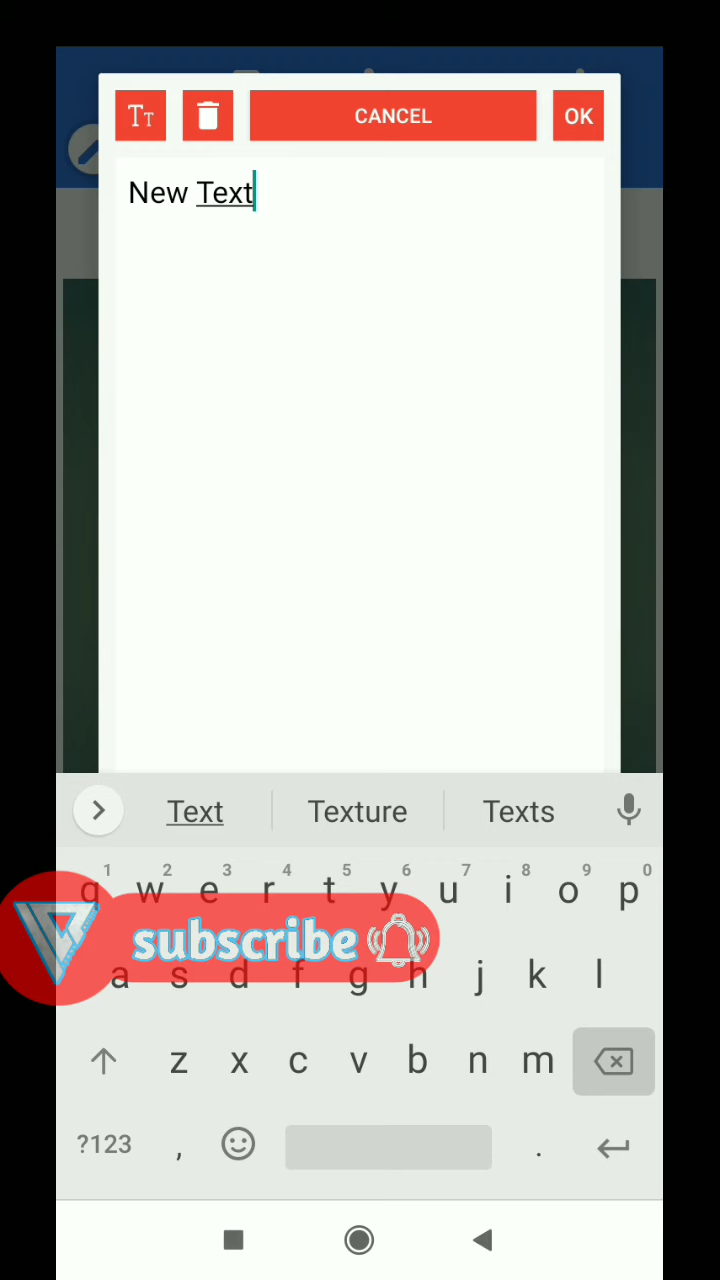 Tт
CANCEL
OK
New Text
Text
Texture
Texts
1 2 3 4 5 6 7 8 9 0
q w e r t y u i o p
subscribe
a s d f g h j k l
z x c v b n m
?123 , .